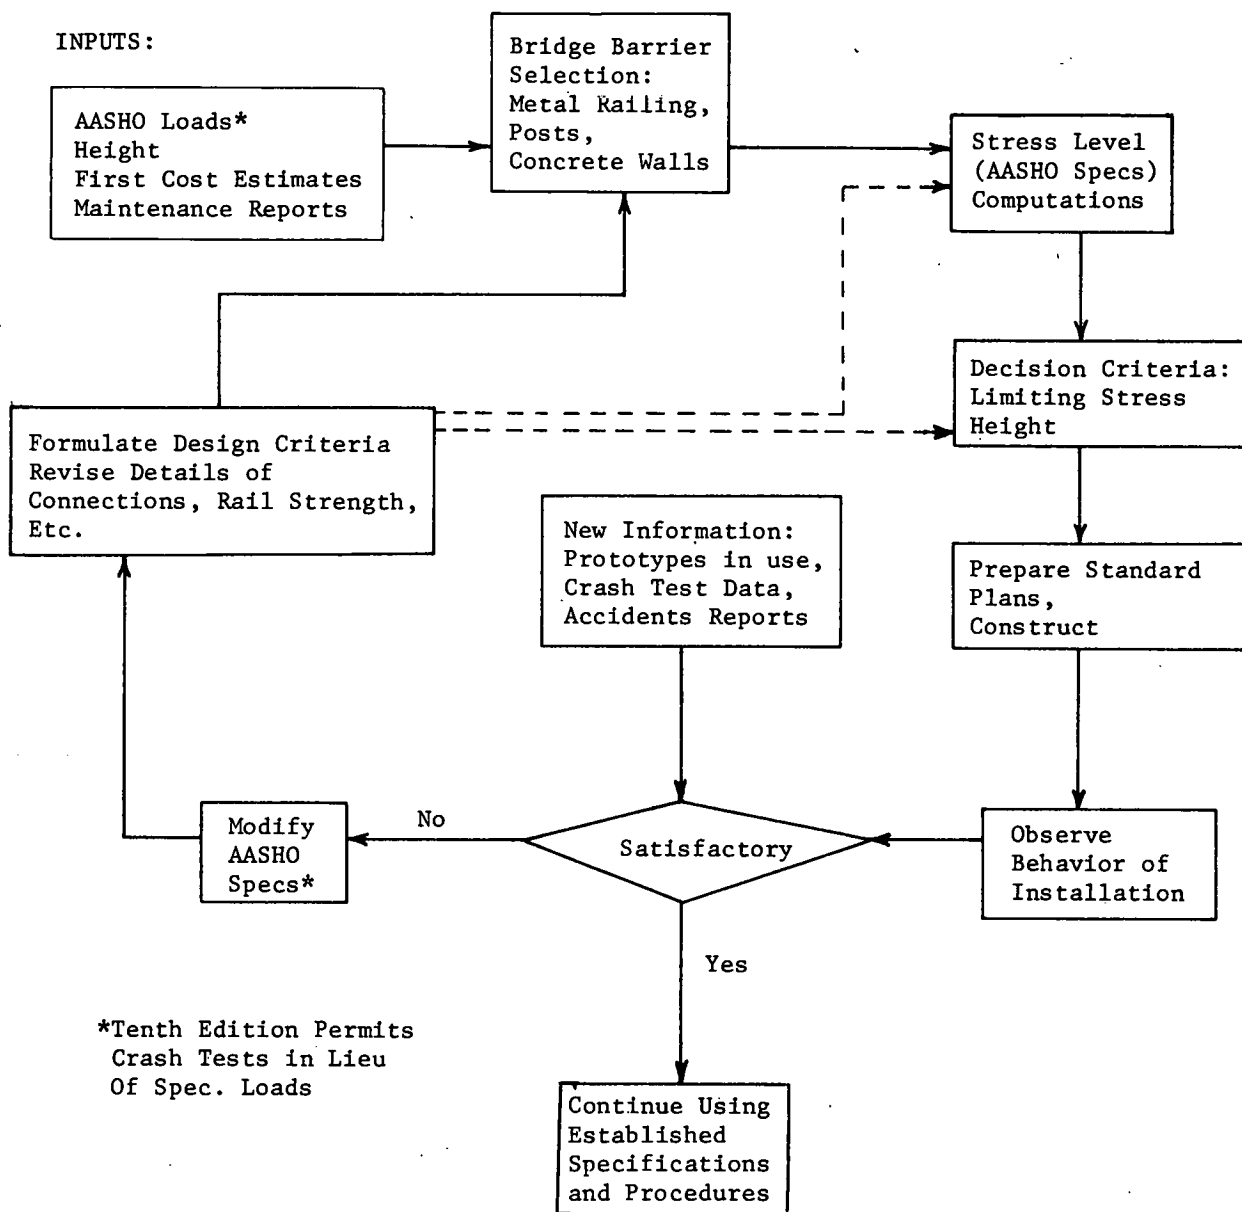 INPUTS:
AASHO Loads*
Height
First Cost Estimates
Maintenance Reports
Bridge Barrier
Selection:
Metal Railing,
Posts,
Concrete Walls
Stress Level
(AASHO Specs)
Computations
Decision Criteria:
Limiting Stress
Height
Formulate Design Criteria
Revise Details of
Connections, Rail Strength,
Etc.
New Information:
Prototypes in use,
Crash Test Data,
Accidents Reports
Prepare Standard
Plans,
Construct
Modify
AASHO
Specs*
No
Satisfactory
Observe
Behavior of
Installation
Yes
*Tenth Edition Permits
Crash Tests in Lieu
Of Spec. Loads
Continue Using
Established
Specifications
and Procedures